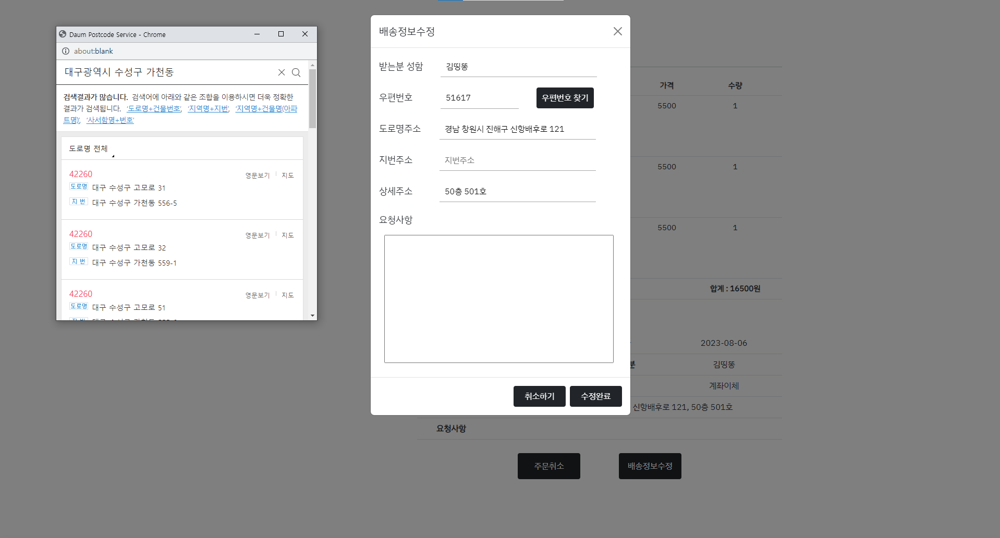 Daum Postcode Service - Chrome
about:blank
대구광역시 수성구 가천동
검색결과가 많습니다. 검색어에 아래와 같은 조합을 이용하시면 더욱 정확한
결과가 검색됩니다. '도로명+건물번호', '지역명+지번', '지역명+건물명(아파
트명)', '사서함명+번호'
도로명 전체
42260 영문보기 지도
도로명 대구 수성구 고모로 31
지 번 대구 수성구 가천동 556-5
42260 영문보기 지도
도로명 대구 수성구 고모로 32
지 번 대구 수성구 가천동 559-1
42260 영문보기 지도
도로명 대구 수성구 고모로 51
배송정보수정
받는분 성함 김띵똥
우편번호 51617 우편번호 찾기
도로명주소 경남 창원시 진해구 신항배후로 121
지번주소 지번주소
상세주소 50층 501호
요청사항
취소하기 수정완료
가격 수량
5500 1
5500 1
5500 1
합계 : 16500원
2023-08-06
분 김띵똥
계좌이체
신항배후로 121, 50층 501호
요청사항
주문취소 배송정보수정